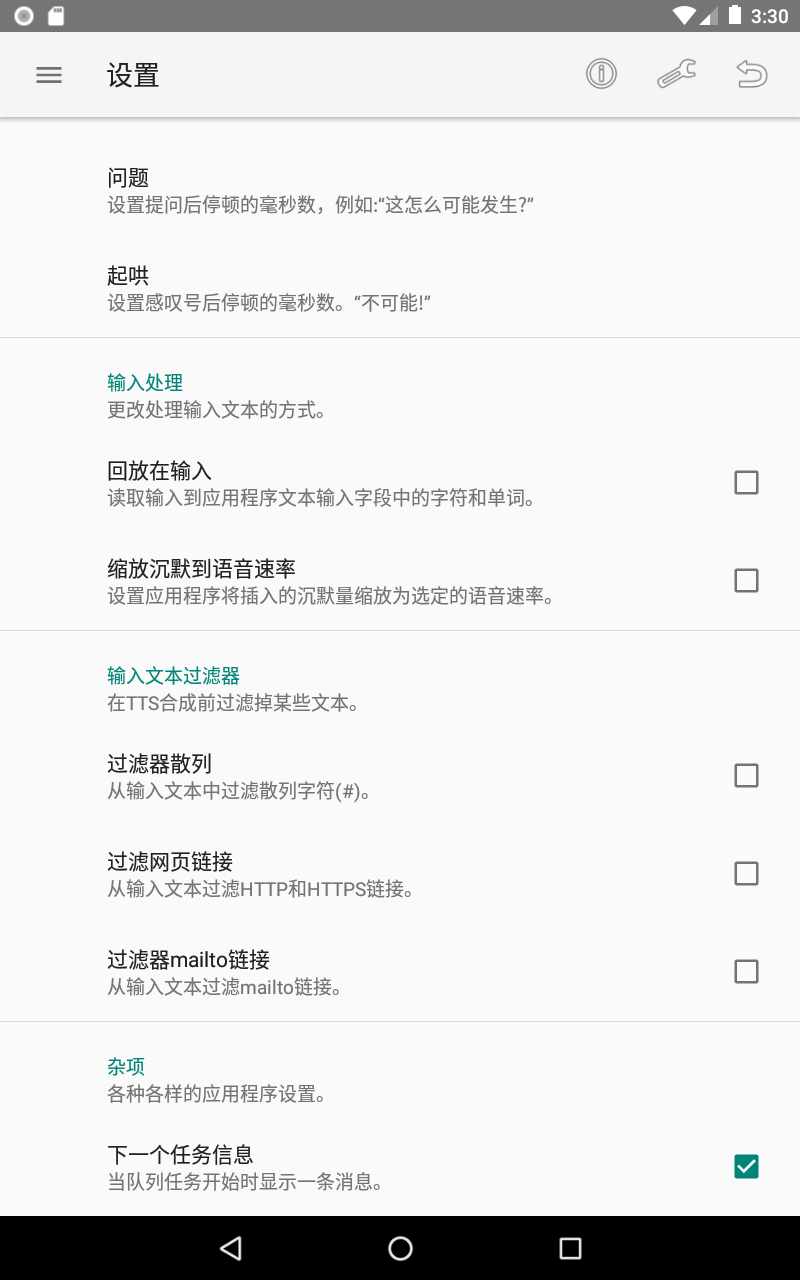 3:30
设置
问题
设置提问后停顿的毫秒数，例如:“这怎么可能发生?”
起哄
设置感叹号后停顿的毫秒数。“不可能!”
输入处理
更改处理输入文本的方式。
回放在输入
读取输入到应用程序文本输入字段中的字符和单词。
缩放沉默到语音速率
设置应用程序将插入的沉默量缩放为选定的语音速率。
输入文本过滤器
在TTS合成前过滤掉某些文本。
过滤器散列
从输入文本中过滤散列字符(#)。
过滤网页链接
从输入文本过滤HTTP和HTTPS链接。
过滤器mailto链接
从输入文本过滤mailto链接。
杂项
各种各样的应用程序设置。
下一个任务信息
当队列任务开始时显示一条消息。